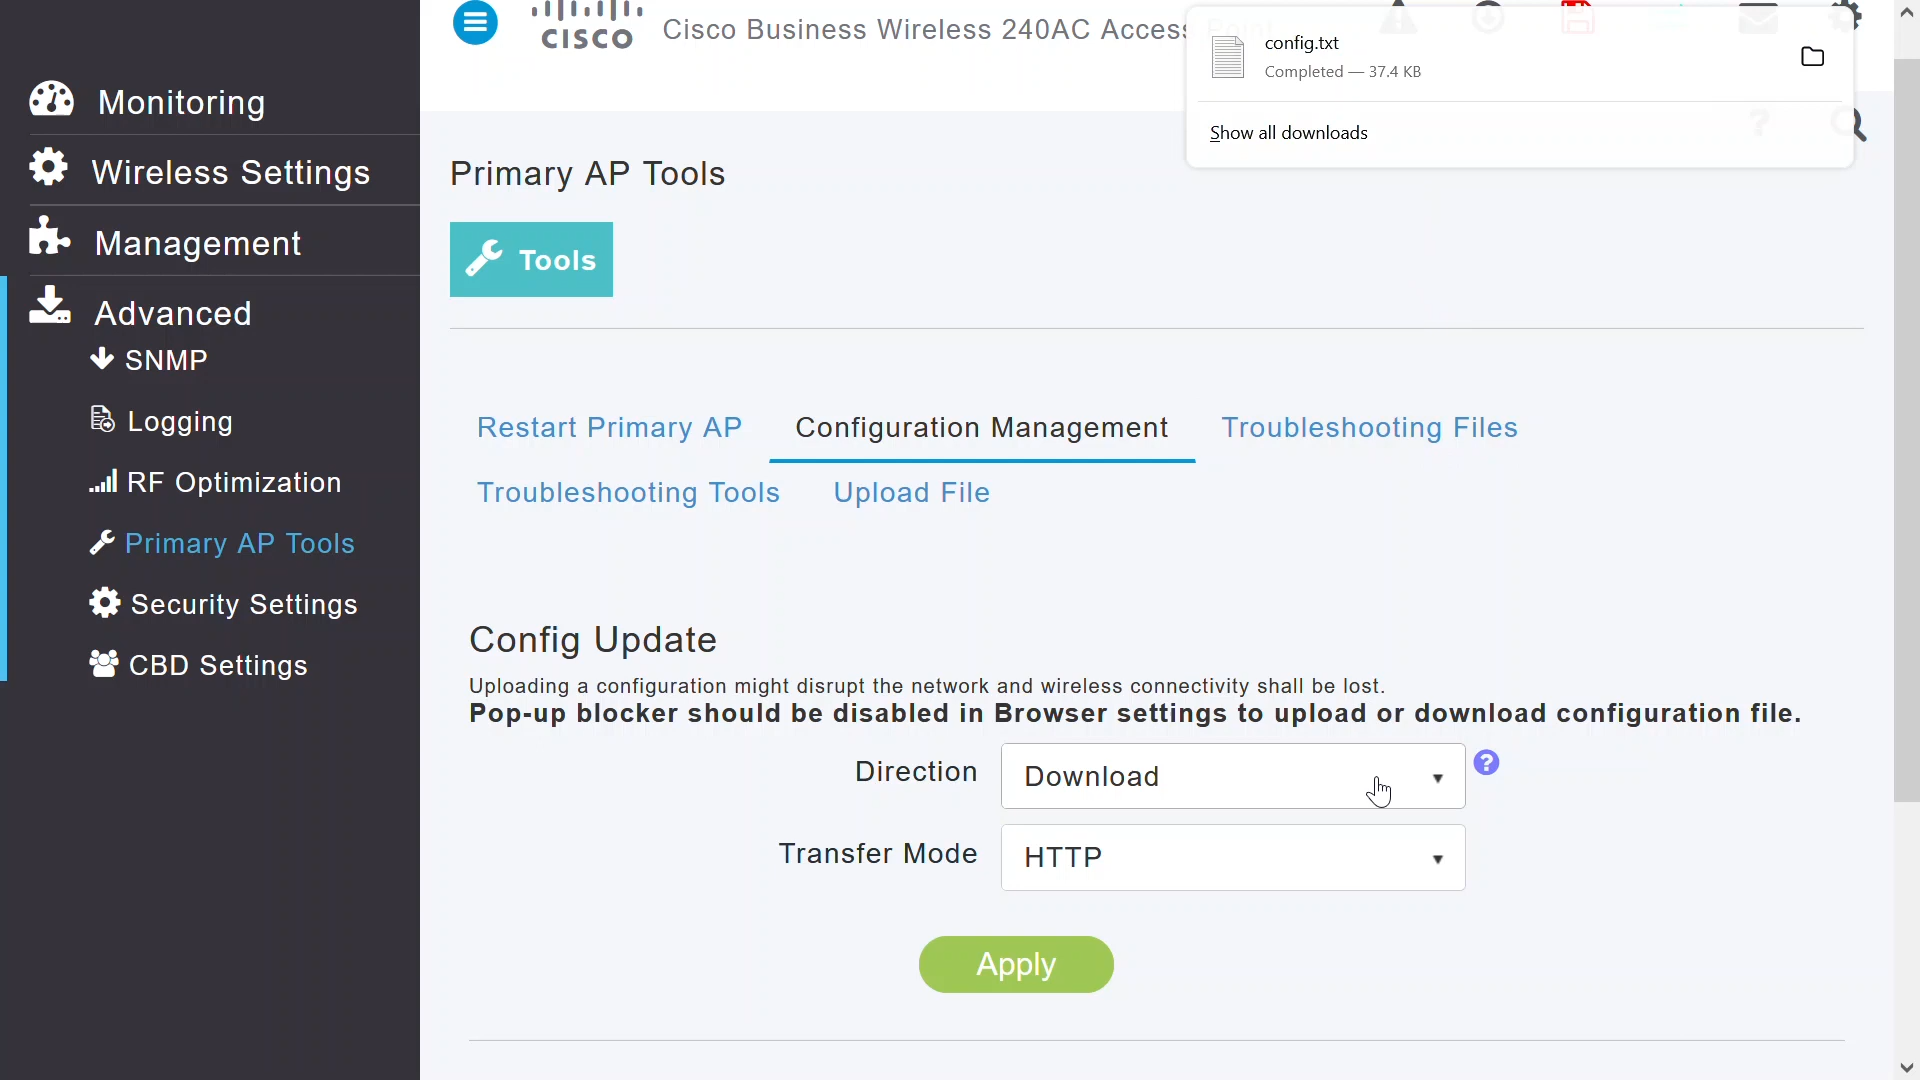 CISCO
Cisco Business Wireless 240AC Access
config.txt
Completed — 37.4 KB
Show all downloads
Monitoring
Wireless Settings
Management
Advanced
SNMP
Logging
RF Optimization
Primary AP Tools
Security Settings
CBD Settings
Primary AP Tools
Tools
Restart Primary AP
Configuration Management
Troubleshooting Files
Troubleshooting Tools
Upload File
Config Update
Uploading a configuration might disrupt the network and wireless connectivity shall be lost.
Pop-up blocker should be disabled in Browser settings to upload or download configuration file.
Direction
Download
?
Transfer Mode
HTTP
Apply